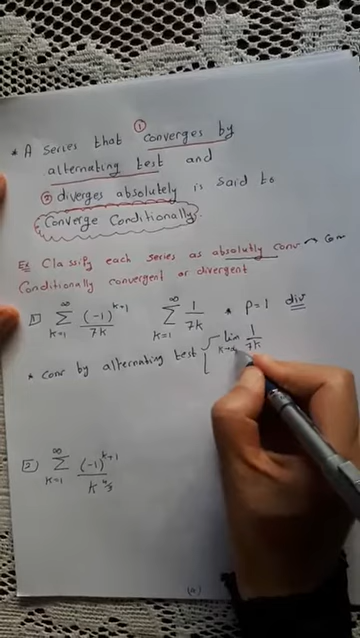 * A Series that ① Converges by
alternating test and
② diverges absolutely is said to
Converge Conditionally.
Ex Classify each series as absolutly conv
Conditionally convergent or divergent
1) ∞ Σ k=1 (-1)^{k+1} / 7k   ∞ Σ k=1 1 / 7k * P=1 div
* Conv by alternating test lim 1 / 7k
2 ∞ Σ k=1 (-1)^{k+1} / k^{4/3}